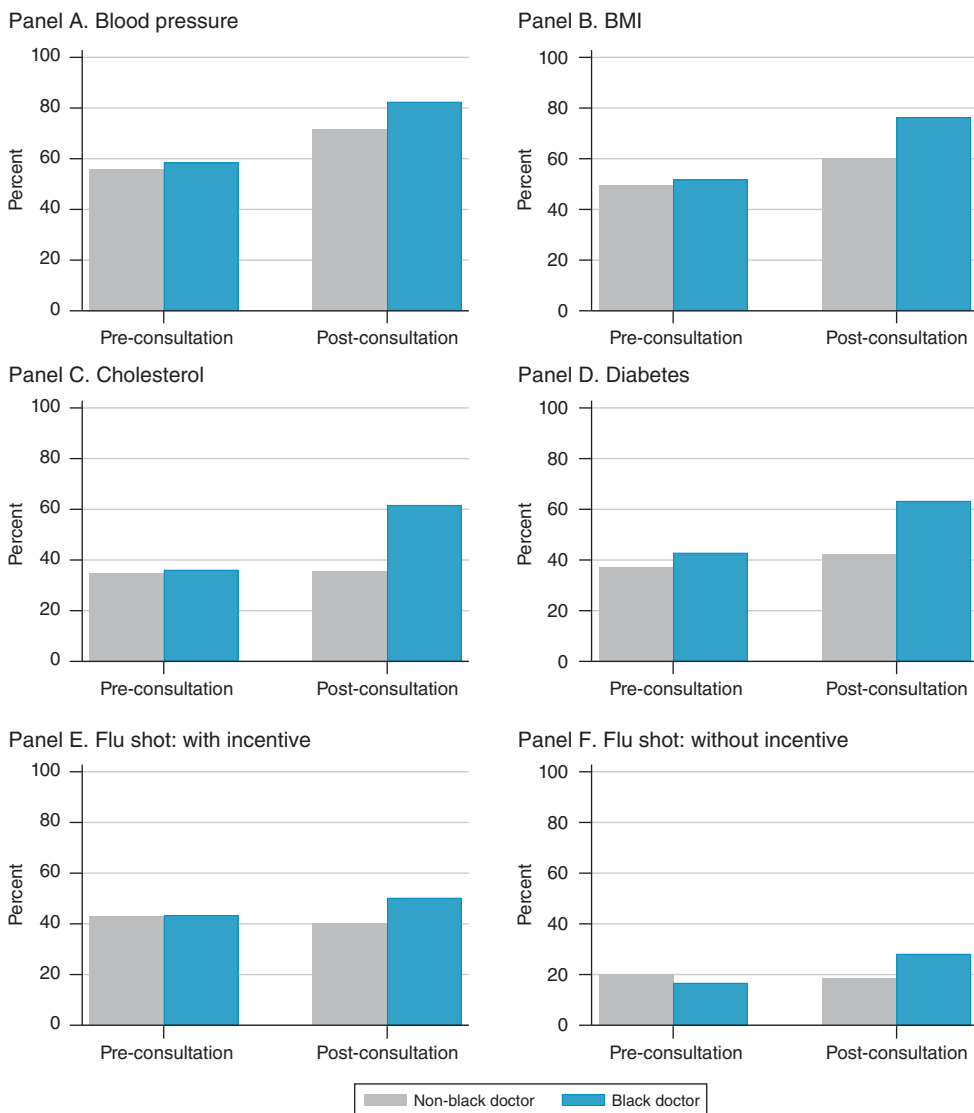 Panel A. Blood pressure
100
80
60
40
20
0
Percent
Pre-consultation Post-consultation
Panel B. BMI
100
80
60
40
20
0
Percent
Pre-consultation Post-consultation
Panel C. Cholesterol
100
80
60
40
20
0
Percent
Pre-consultation Post-consultation
Panel D. Diabetes
100
80
60
40
20
0
Percent
Pre-consultation Post-consultation
Panel E. Flu shot: with incentive
100
80
60
40
20
0
Percent
Pre-consultation Post-consultation
Panel F. Flu shot: without incentive
100
80
60
40
20
0
Percent
Pre-consultation Post-consultation
Non-black doctor Black doctor